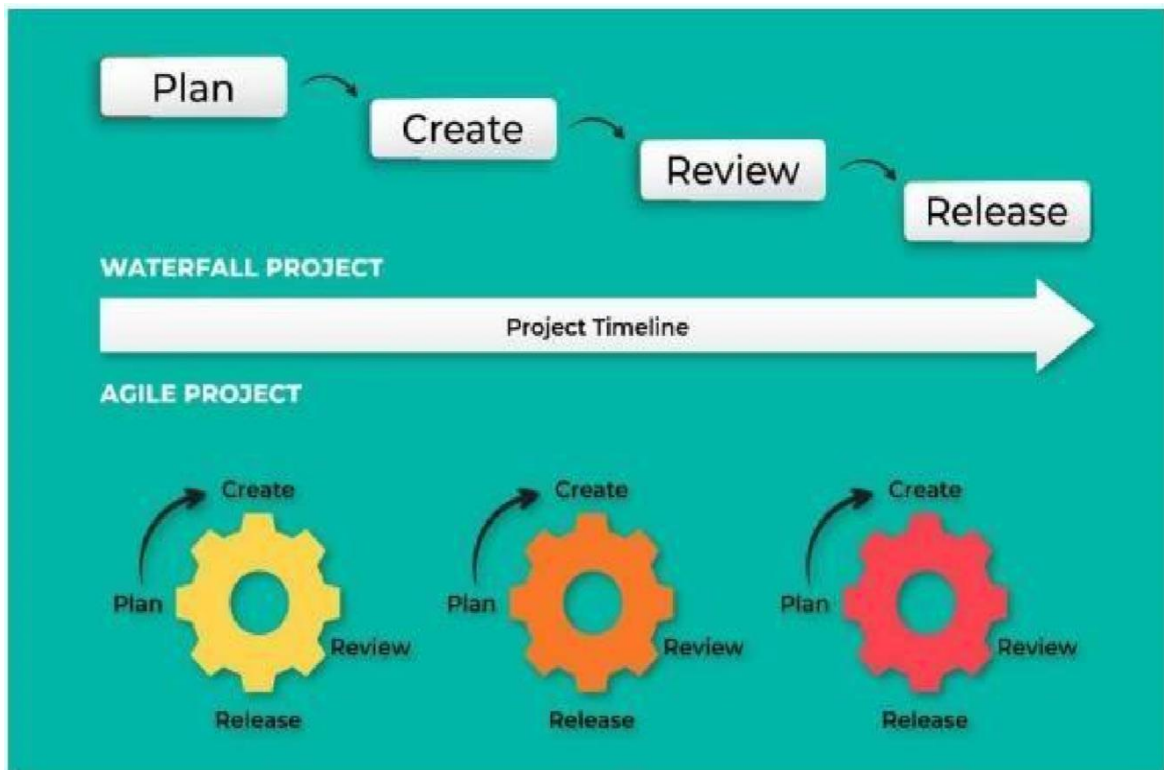 Plan
Create
Review
Release
WATERFALL PROJECT
Project Timeline
AGILE PROJECT
Create
Plan
Review
Release
Create
Plan
Review
Release
Create
Plan
Review
Release